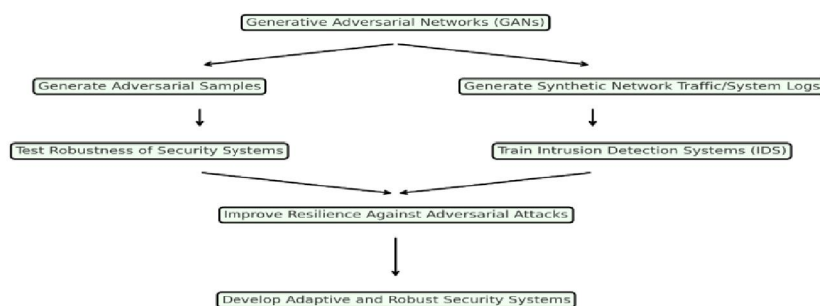 Generative Adversarial Networks (GANs)
Generate Adversarial Samples
Generate Synthetic Network Traffic/System Logs
Test Robustness of Security Systems
Train Intrusion Detection Systems (IDS)
Improve Resilience Against Adversarial Attacks
Develop Adaptive and Robust Security Systems